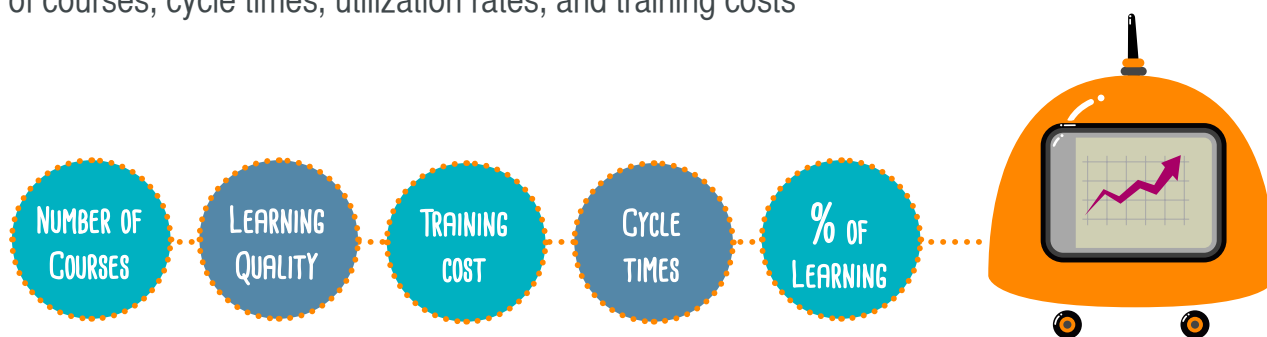 of courses, cycle times, utilization rates, and training costs
Number of
Courses
Learning
Quality
Training
cost
Cycle
times
% of
Learning